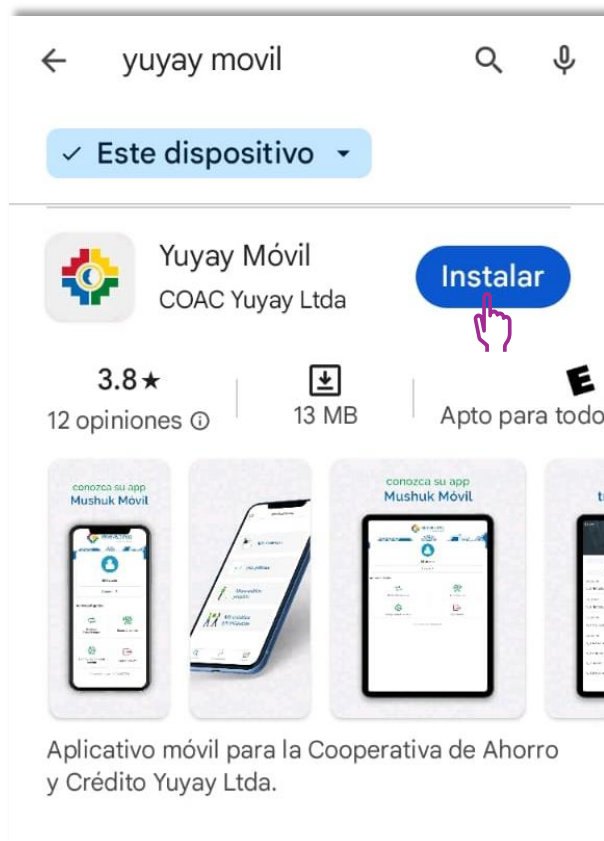 yuyay movil
Este dispositivo
Yuyay Móvil
COAC Yuyay Ltda
Instalar
3.8★
12 opiniones
13 MB
E
Apto para todo
conozca su app
Mushuk Móvil
conozca su app
Mushuk Móvil
Aplicativo móvil para la Cooperativa de Ahorro
y Crédito Yuyay Ltda.